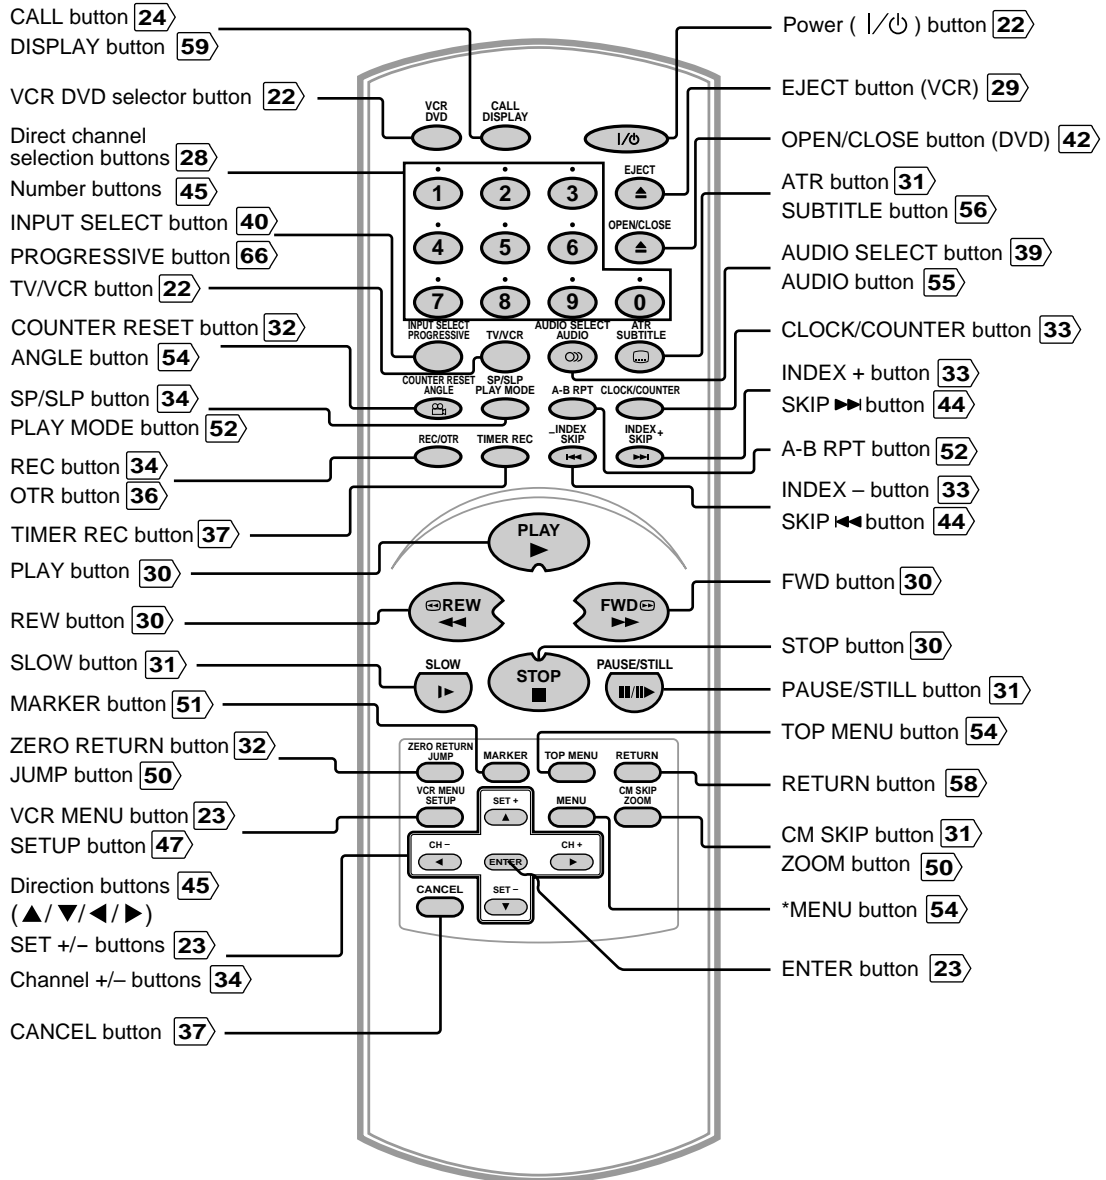 CALL button 24
DISPLAY button 59
VCR DVD selector button 22
Direct channel
selection buttons 28
Number buttons 45
INPUT SELECT button 40
PROGRESSIVE button 66
TV/VCR button 22
COUNTER RESET button 32
ANGLE button 54
SP/SLP button 34
PLAY MODE button 52
REC button 34
OTR button 36
TIMER REC button 37
PLAY button 30
REW button 30
SLOW button 31
MARKER button 51
ZERO RETURN button 32
JUMP button 50
VCR MENU button 23
SETUP button 47
Direction buttons 45
(▲/▼/◀/▶)
SET +/– buttons 23
Channel +/– buttons 34
CANCEL button 37
VCR
DVD
CALL
DISPLAY
I/⏻
EJECT
1 2 3
OPEN/CLOSE
4 5 6
7 8 9 0
INPUT SELECT
PROGRESSIVE
TV/VCR
AUDIO SELECT
AUDIO
ATR
SUBTITLE
COUNTER RESET
ANGLE
SP/SLP
PLAY MODE
A-B RPT
CLOCK/COUNTER
REC/OTR
TIMER REC
–INDEX
SKIP
INDEX +
SKIP
PLAY
REW
FWD
SLOW
STOP
PAUSE/STILL
ZERO RETURN
JUMP
MARKER
TOP MENU
RETURN
VCR MENU
SETUP
SET +
MENU
CM SKIP
ZOOM
CH –
ENTER
CH +
CANCEL
SET –
Power ( I/⏻ ) button 22
EJECT button (VCR) 29
OPEN/CLOSE button (DVD) 42
ATR button 31
SUBTITLE button 56
AUDIO SELECT button 39
AUDIO button 55
CLOCK/COUNTER button 33
INDEX + button 33
SKIP ▶▶I button 44
A-B RPT button 52
INDEX – button 33
SKIP I◀◀ button 44
FWD button 30
STOP button 30
PAUSE/STILL button 31
TOP MENU button 54
RETURN button 58
CM SKIP button 31
ZOOM button 50
*MENU button 54
ENTER button 23